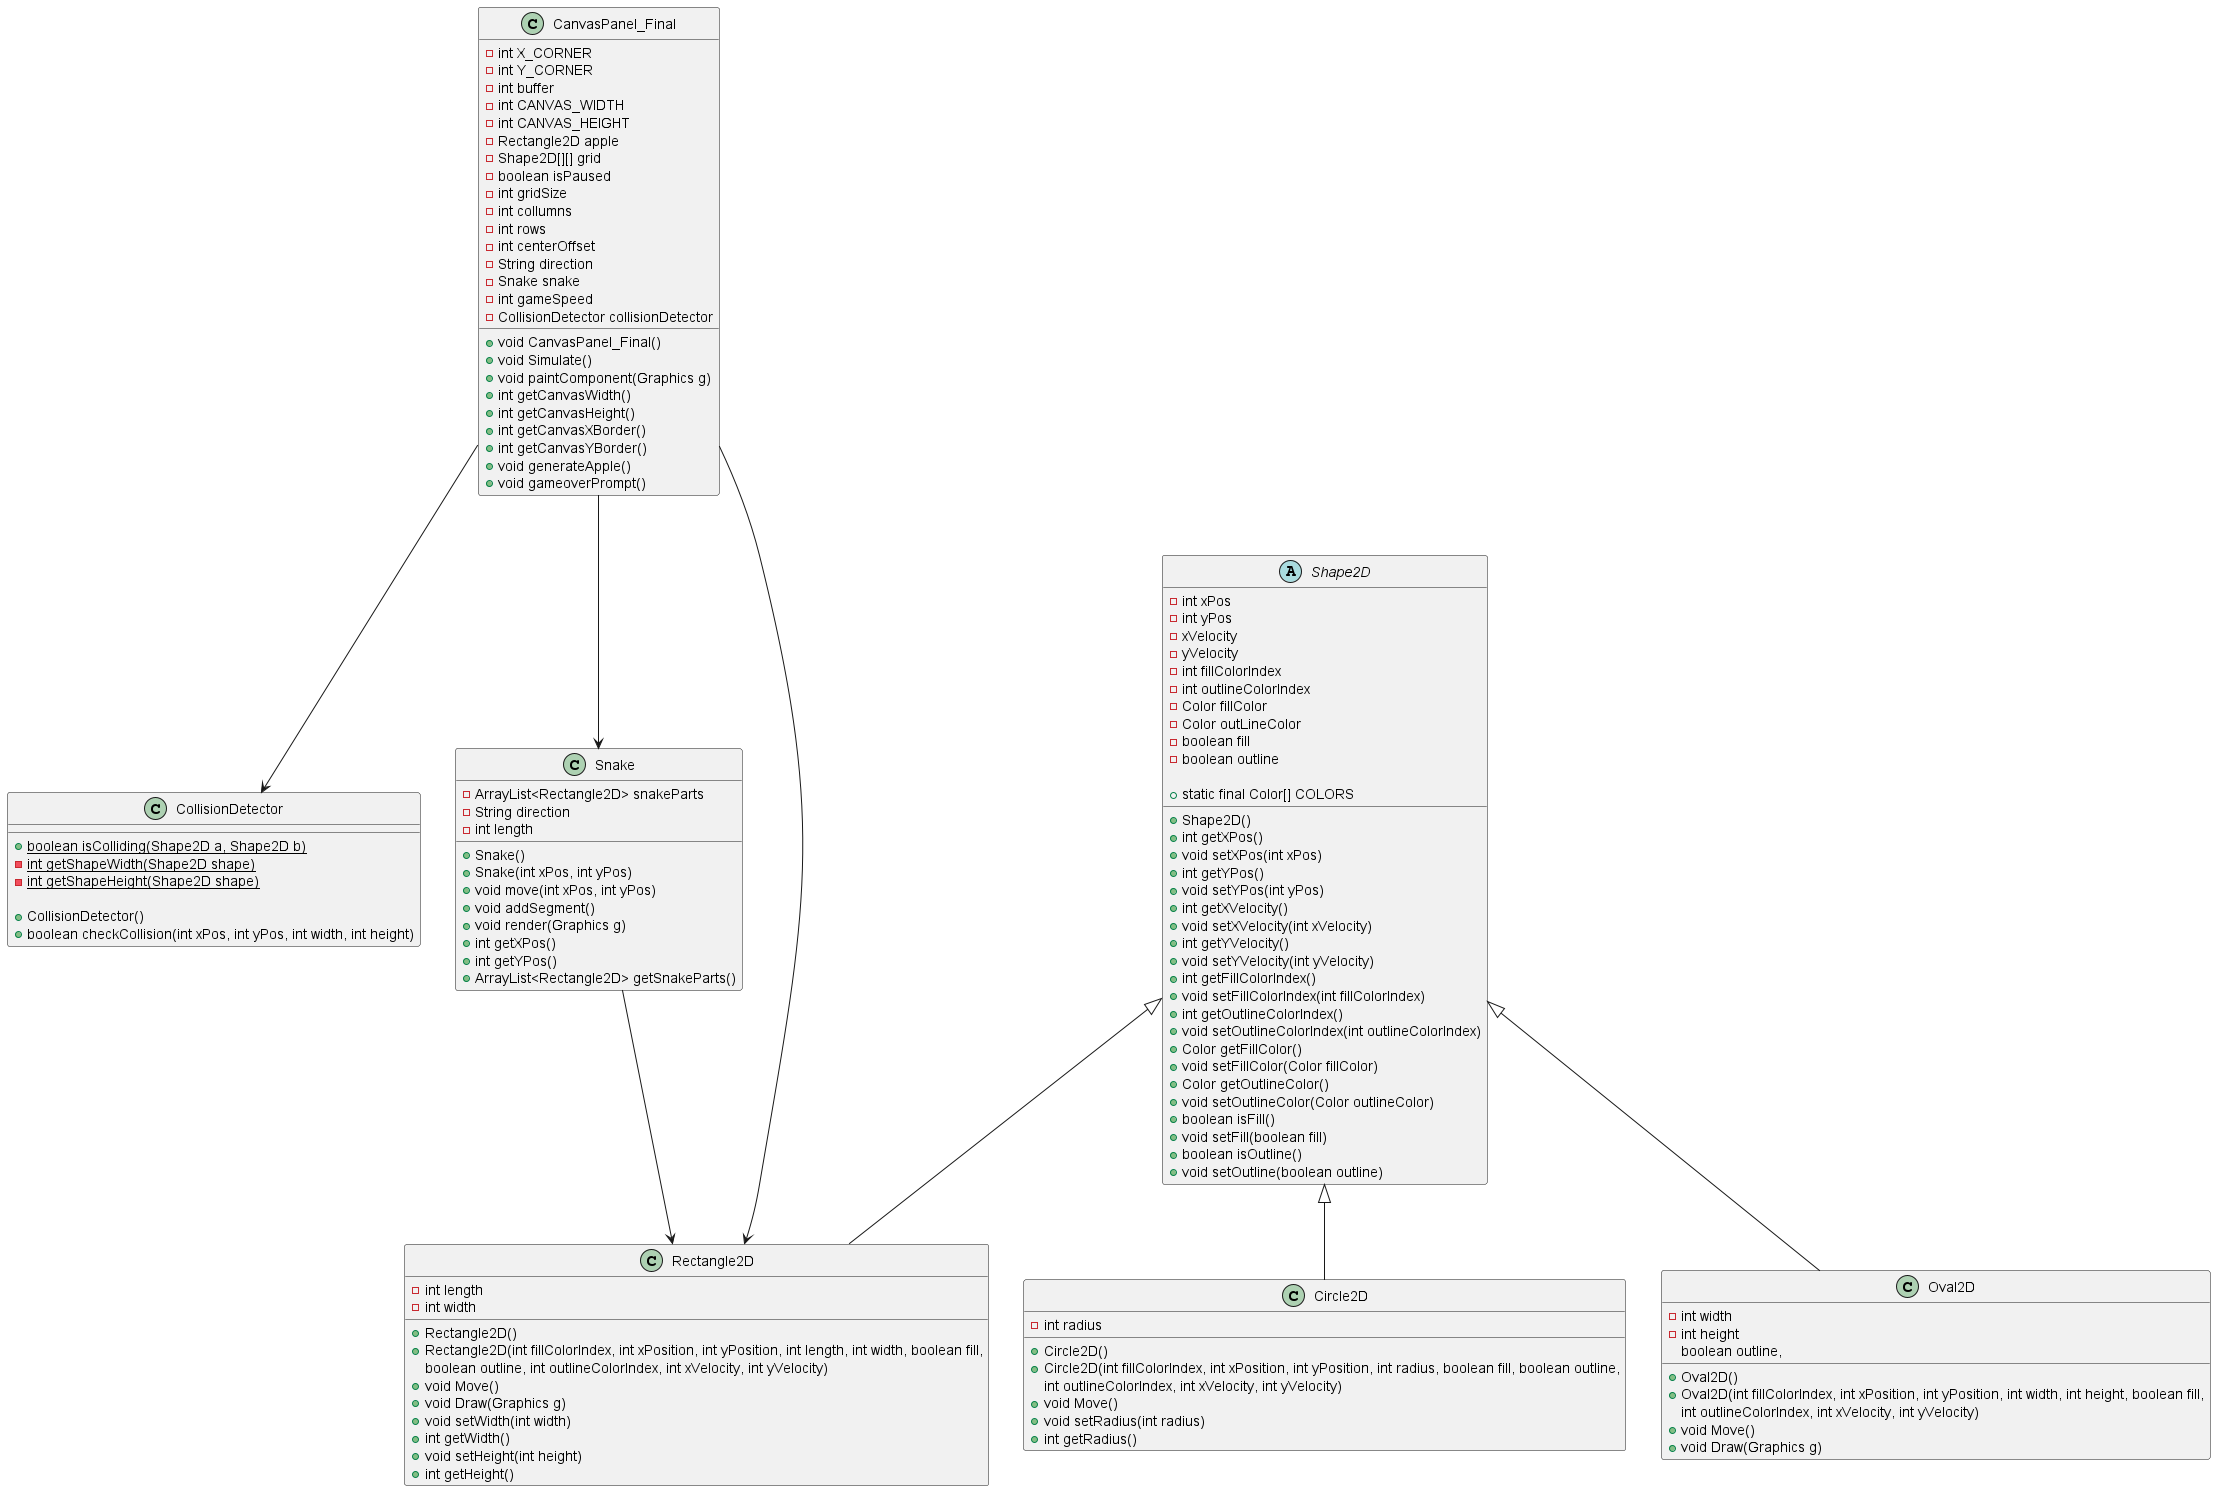 C CanvasPanel_Final
int X_CORNER
int Y_CORNER
int buffer
int CANVAS_WIDTH
int CANVAS_HEIGHT
Rectangle2D apple
Shape2D[][] grid
boolean isPaused
int gridSize
int collumns
int rows
int centerOffset
String direction
Snake snake
int gameSpeed
CollisionDetector collisionDetector
void CanvasPanel_Final()
void Simulate()
void paintComponent(Graphics g)
int getCanvasWidth()
int getCanvasHeight()
int getCanvasXBorder()
int getCanvasYBorder()
void generateApple()
void gameoverPrompt()
A Shape2D
int xPos
int yPos
xVelocity
yVelocity
int fillColorIndex
int outlineColorIndex
Color fillColor
Color outLineColor
boolean fill
boolean outline
static final Color[] COLORS
Shape2D()
int getXPos()
void setXPos(int xPos)
int getYPos()
void setYPos(int yPos)
int getXVelocity()
void setXVelocity(int xVelocity)
int getYVelocity()
void setYVelocity(int yVelocity)
int getFillColorIndex()
void setFillColorIndex(int fillColorIndex)
int getOutlineColorIndex()
void setOutlineColorIndex(int outlineColorIndex)
Color getFillColor()
void setFillColor(Color fillColor)
Color getOutlineColor()
void setOutlineColor(Color outlineColor)
boolean isFill()
void setFill(boolean fill)
boolean isOutline()
void setOutline(boolean outline)
C CollisionDetector
boolean isColliding(Shape2D a, Shape2D b)
int getShapeWidth(Shape2D shape)
int getShapeHeight(Shape2D shape)
CollisionDetector()
boolean checkCollision(int xPos, int yPos, int width, int height)
C Snake
ArrayList<Rectangle2D> snakeParts
String direction
int length
Snake()
Snake(int xPos, int yPos)
void move(int xPos, int yPos)
void addSegment()
void render(Graphics g)
int getXPos()
int getYPos()
ArrayList<Rectangle2D> getSnakeParts()
C Rectangle2D
int length
int width
Rectangle2D()
Rectangle2D(int fillColorIndex, int xPosition, int yPosition, int length, int width, boolean fill,
boolean outline, int outlineColorIndex, int xVelocity, int yVelocity)
void Move()
void Draw(Graphics g)
void setWidth(int width)
int getWidth()
void setHeight(int height)
int getHeight()
C Circle2D
int radius
Circle2D()
Circle2D(int fillColorIndex, int xPosition, int yPosition, int radius, boolean fill, boolean outline,
int outlineColorIndex, int xVelocity, int yVelocity)
void Move()
void setRadius(int radius)
int getRadius()
C Oval2D
int width
int height
boolean outline,
Oval2D()
Oval2D(int fillColorIndex, int xPosition, int yPosition, int width, int height, boolean fill,
int outlineColorIndex, int xVelocity, int yVelocity)
void Move()
void Draw(Graphics g)